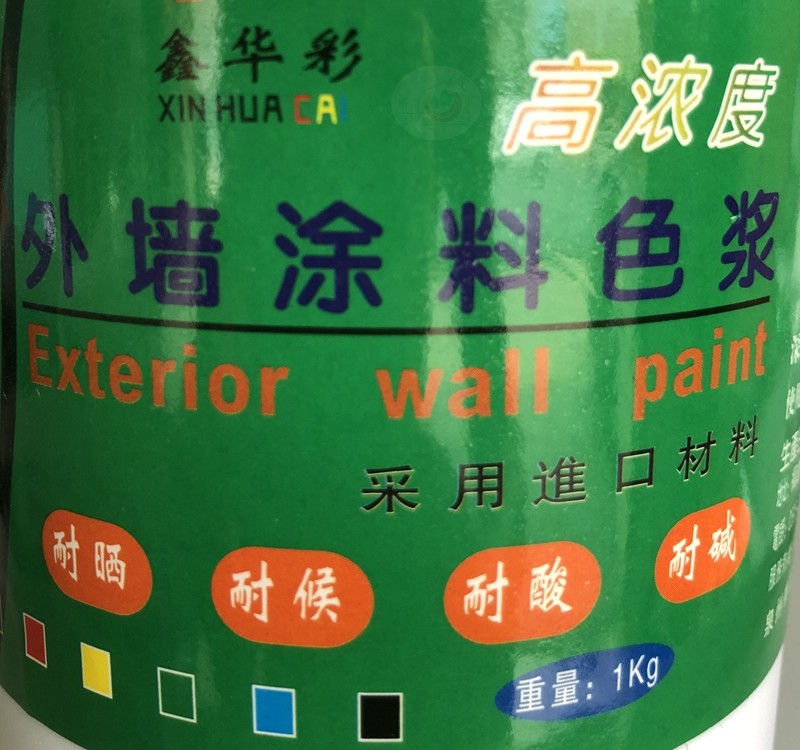 鑫华彩
XIN HUA CAI
高浓度
外墙涂料色浆
Exterior wall paint
采用進口材料
耐晒
耐候
耐酸
耐碱
重量：1Kg